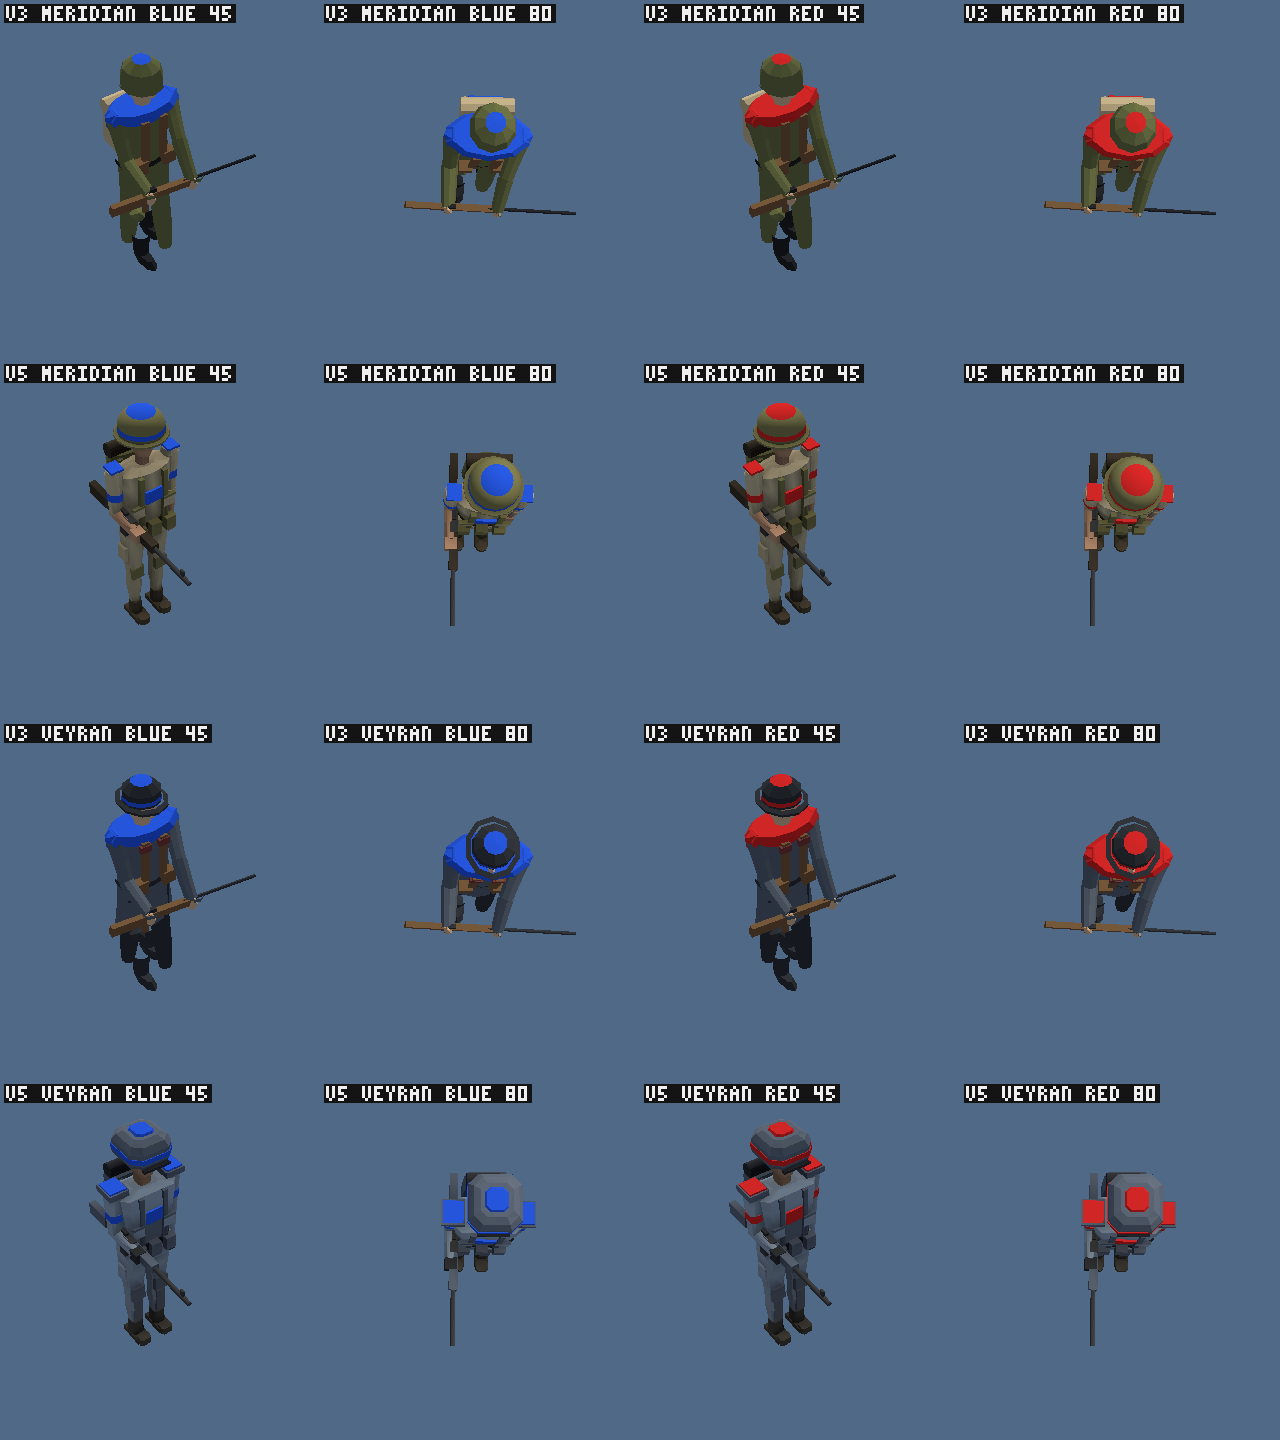 V3 MERIDIAN BLUE 45
V3 MERIDIAN BLUE 80
V3 MERIDIAN RED 45
V3 MERIDIAN RED 80
V5 MERIDIAN BLUE 45
V5 MERIDIAN BLUE 80
V5 MERIDIAN RED 45
V5 MERIDIAN RED 80
V3 VEYRAN BLUE 45
V3 VEYRAN BLUE 80
V3 VEYRAN RED 45
V3 VEYRAN RED 80
V5 VEYRAN BLUE 45
V5 VEYRAN BLUE 80
V5 VEYRAN RED 45
V5 VEYRAN RED 80